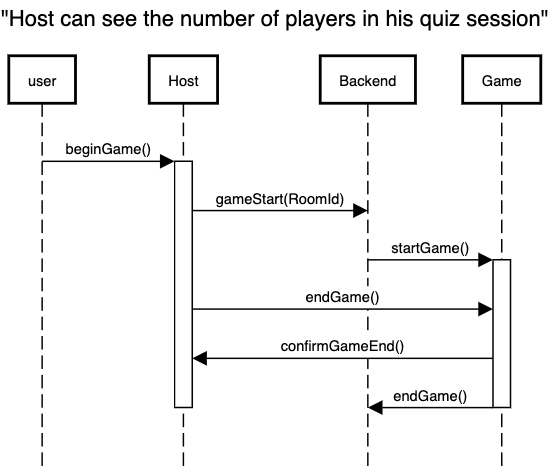 "Host can see the number of players in his quiz session"
user
Host
Backend
Game
beginGame()
gameStart(RoomId)
startGame()
endGame()
confirmGameEnd()
endGame()